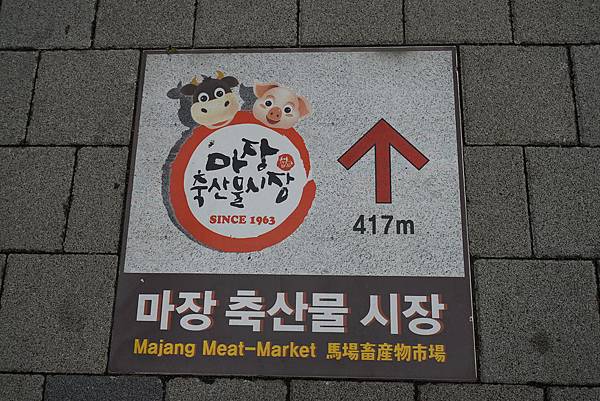 마장
축산물시장
SINCE 1963
417m
마장 축산물 시장
Majang Meat-Market 馬場畜産物市場